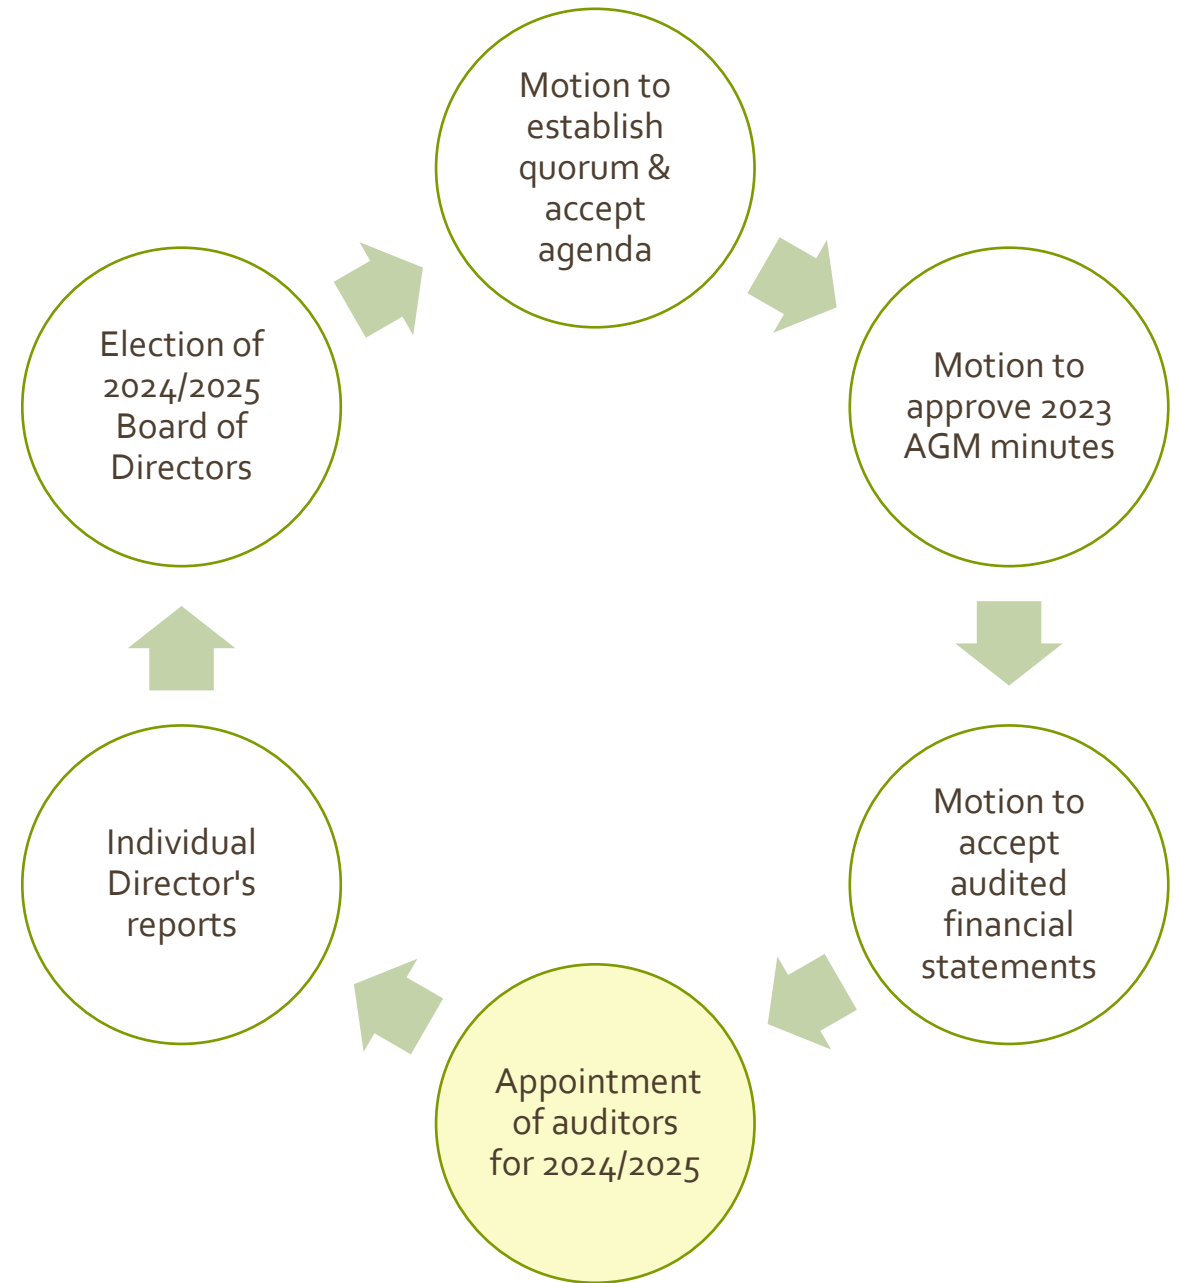 Motion to
establish
quorum &
accept
agenda
Motion to
approve 2023
AGM minutes
Motion to
accept
audited
financial
statements
Appointment
of auditors
for 2024/2025
Individual
Director's
reports
Election of
2024/2025
Board of
Directors